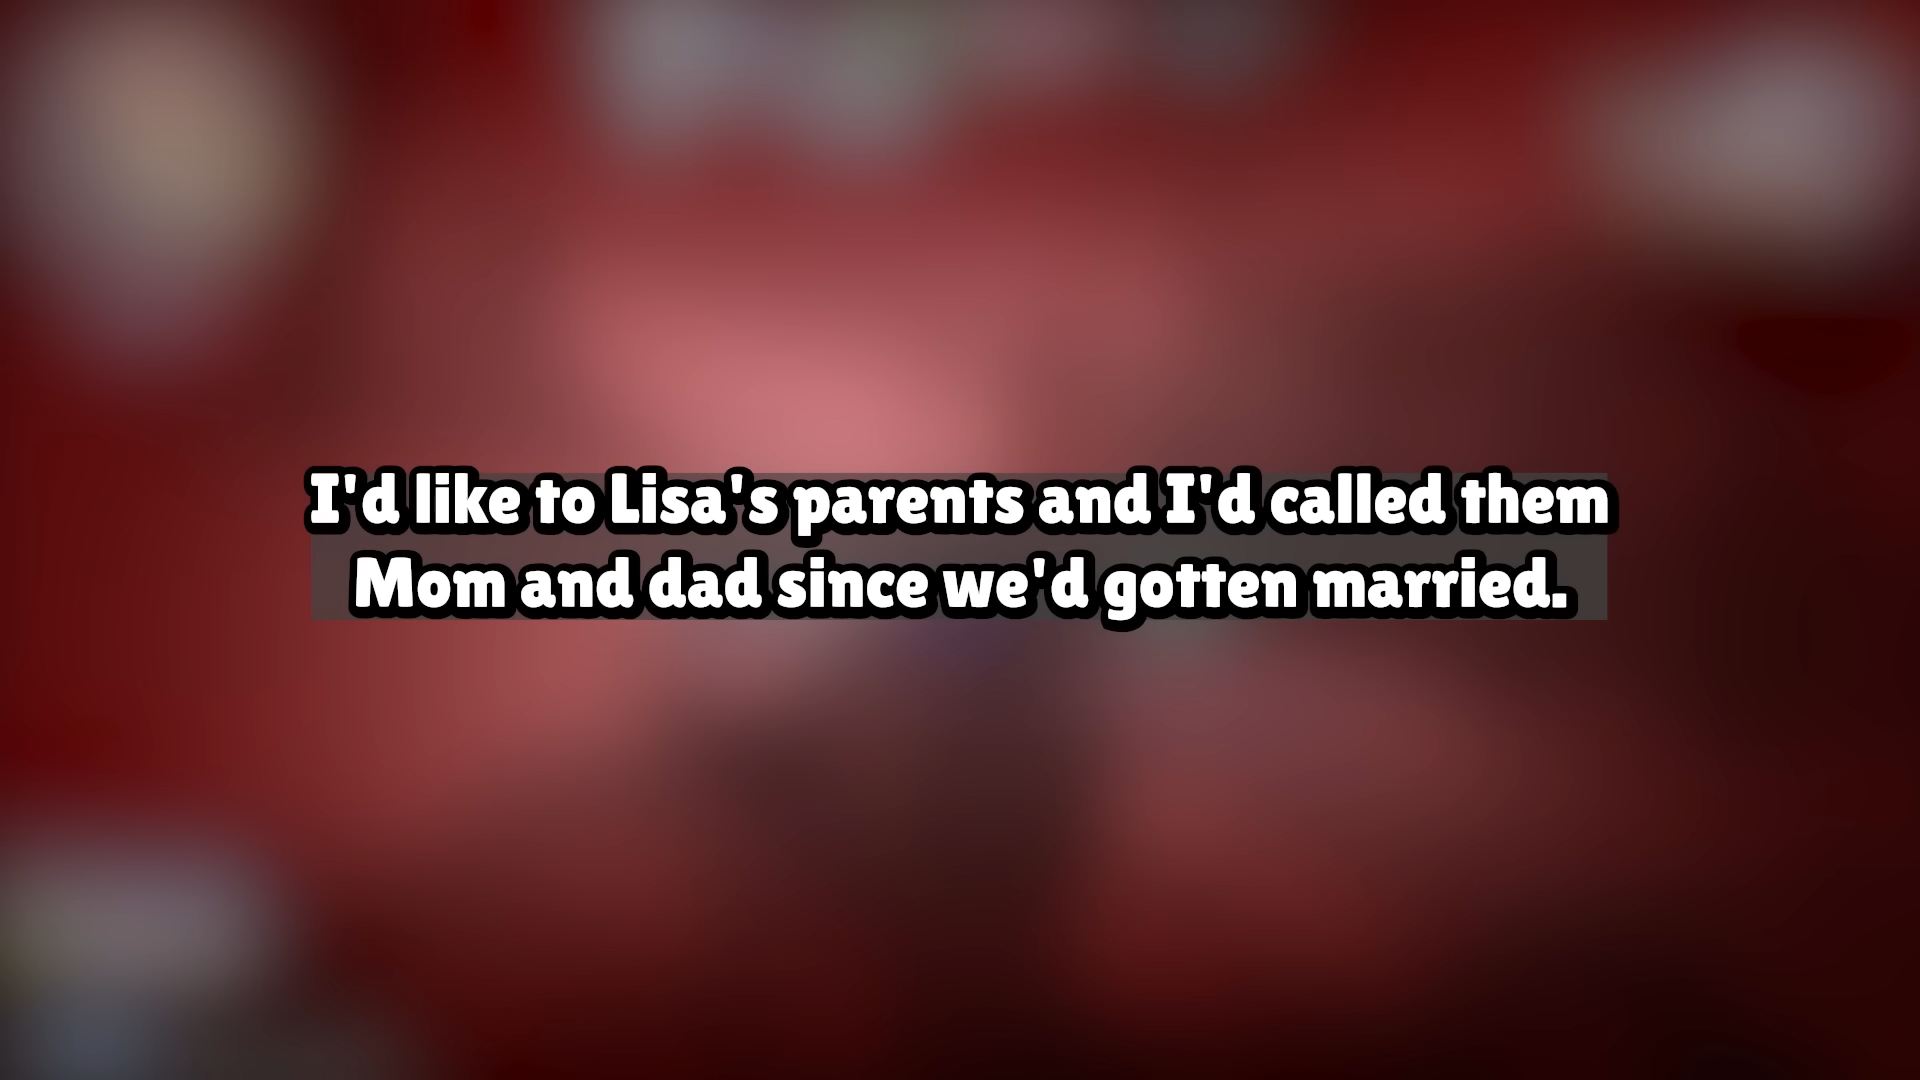 I'd like to Lisa's parents and I'd called them
Mom and dad since we'd gotten married.